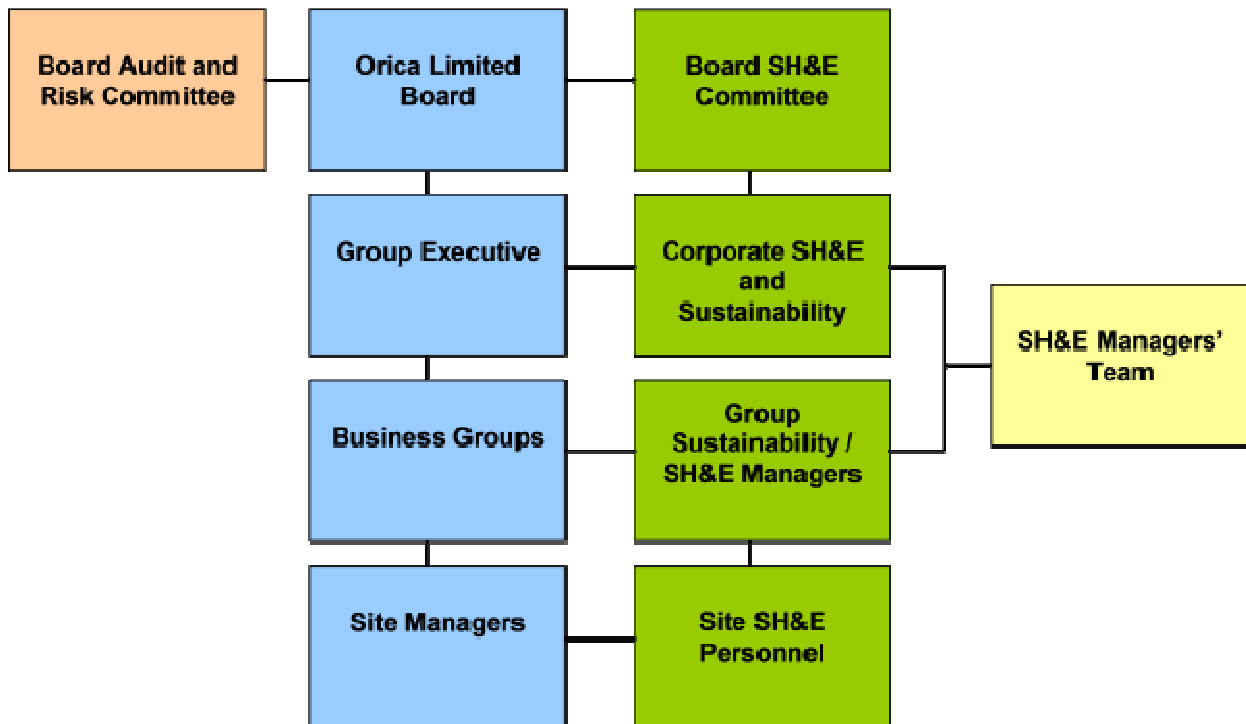 Board Audit and
Risk Committee
Orica Limited
Board
Board SH&E
Committee
Group Executive
Corporate SH&E
and
Sustainability
SH&E Managers’
Team
Business Groups
Group
Sustainability /
SH&E Managers
Site Managers
Site SH&E
Personnel